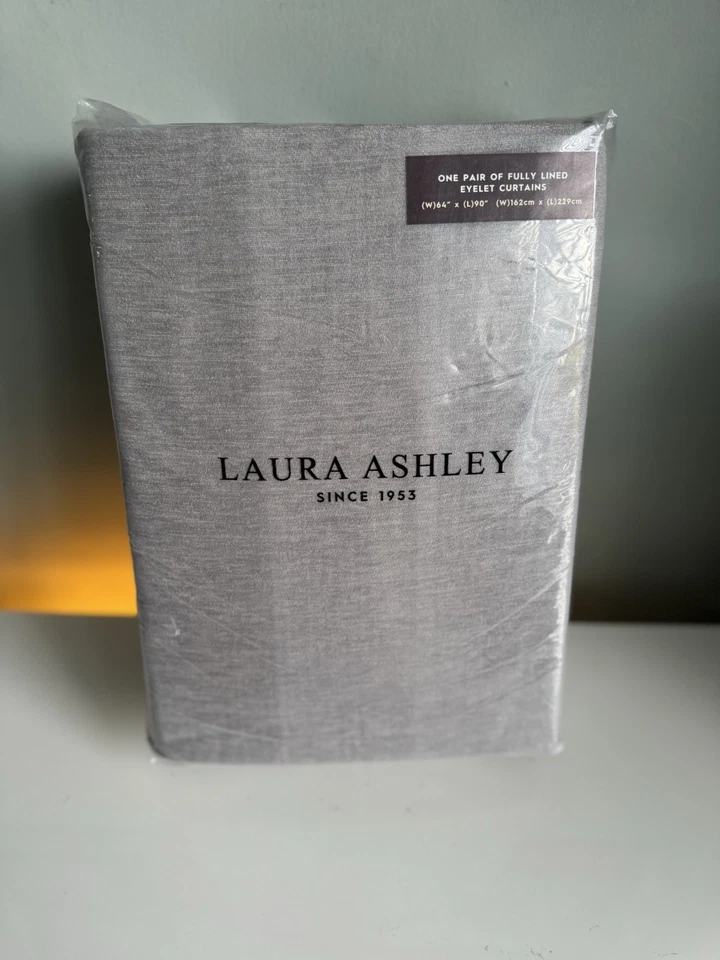 ONE PAIR OF FULLY LINED
EYELET CURTAINS
(W)64" x (L)90" (W)162cm x (L)229cm
LAURA ASHLEY
SINCE 1953